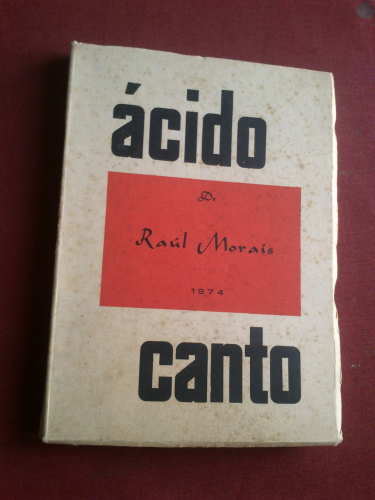 ácido
De
Raúl Morais
1974
canto